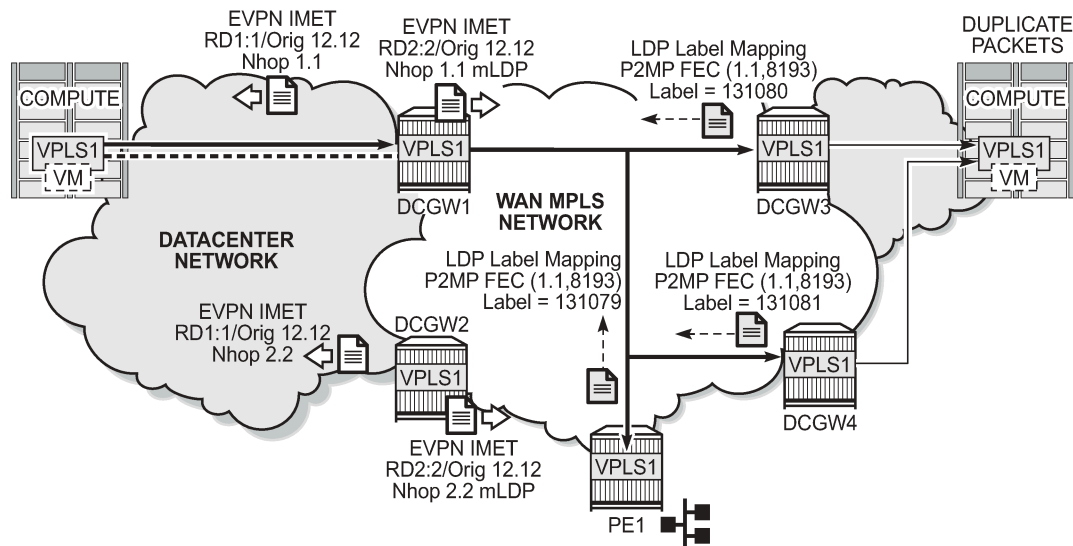 EVPN IMET
RD1:1/Orig 12.12
Nhop 1.1
EVPN IMET
RD2:2/Orig 12.12
Nhop 1.1 mLDP
LDP Label Mapping
P2MP FEC (1.1,8193)
Label = 131080
DUPLICATE
PACKETS
COMPUTE
VPLS1
VM
VPLS1
DCGW1
VPLS1
DCGW3
COMPUTE
VPLS1
VM
DATACENTER
NETWORK
WAN MPLS
NETWORK
LDP Label Mapping
P2MP FEC (1.1,8193)
Label = 131079
LDP Label Mapping
P2MP FEC (1.1,8193)
Label = 131081
EVPN IMET
RD1:1/Orig 12.12
Nhop 2.2
DCGW2
VPLS1
VPLS1
DCGW4
EVPN IMET
RD2:2/Orig 12.12
Nhop 2.2 mLDP
VPLS1
PE1